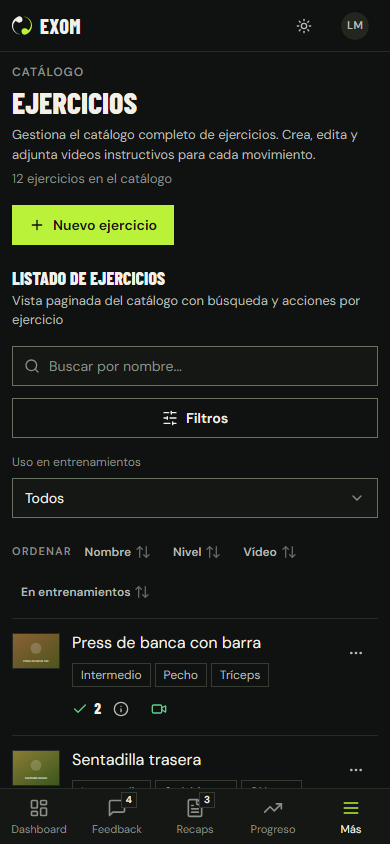 EXOM
LM
CATÁLOGO
EJERCICIOS
Gestiona el catálogo completo de ejercicios. Crea, edita y
adjunta videos instructivos para cada movimiento.
12 ejercicios en el catálogo
Nuevo ejercicio
LISTADO DE EJERCICIOS
Vista paginada del catálogo con búsqueda y acciones por
ejercicio
Buscar por nombre...
Filtros
Uso en entrenamientos
Todos
ORDENAR Nombre Nivel Vídeo
En entrenamientos
Press de banca con barra
Intermedio Pecho Tríceps
2
Sentadilla trasera
4 3
Dashboard Feedback Recaps Progreso Más